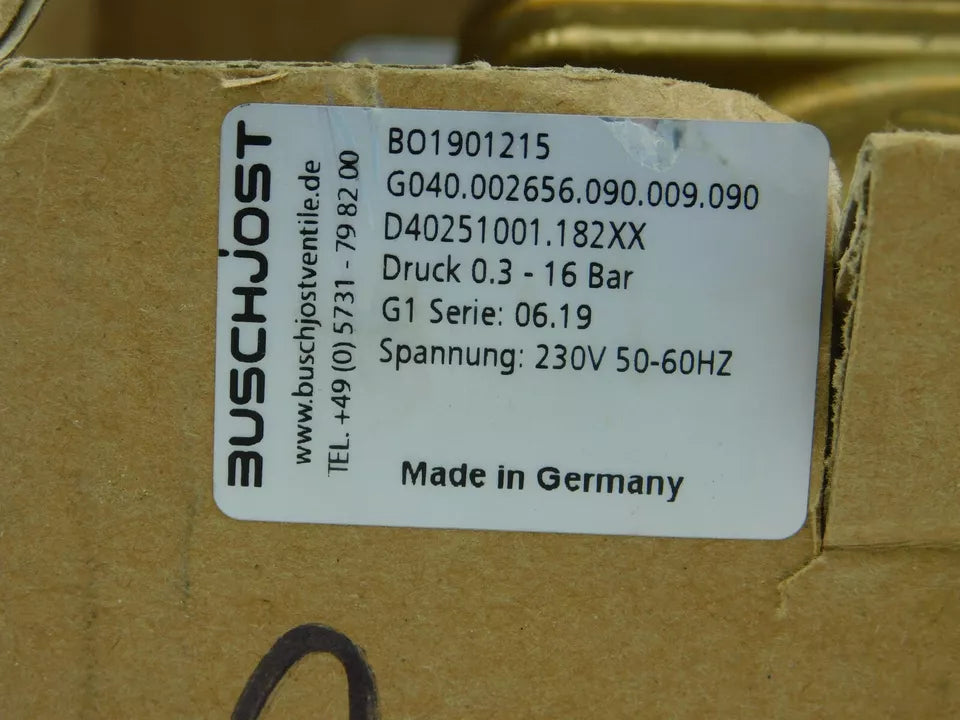 BUSCHJOST
www.buschjostventile.de
TEL. +49 (0) 5731 - 79 82 00
BO1901215
G040.002656.090.009.090
D40251001.182XX
Druck 0.3 - 16 Bar
G1 Serie: 06.19
Spannung: 230V 50-60HZ
Made in Germany